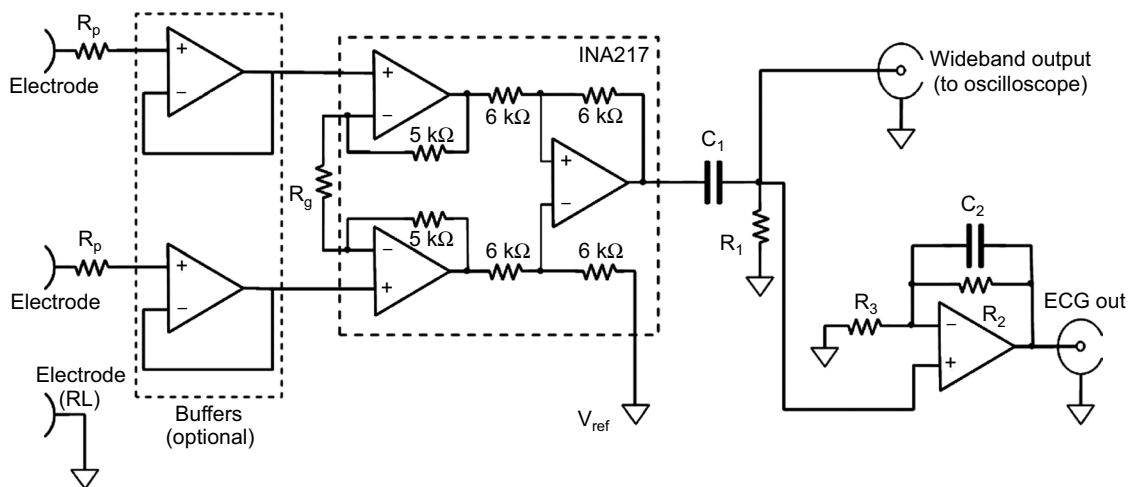 Rp
Electrode
Rp
Electrode
Electrode
(RL)
+
−
+
−
Buffers
(optional)
INA217
+
−
5 kΩ
Rg
5 kΩ
−
+
6 kΩ
6 kΩ
+
−
6 kΩ
6 kΩ
Vref
C1
R1
Wideband output
(to oscilloscope)
C2
R2
R3
−
+
ECG out